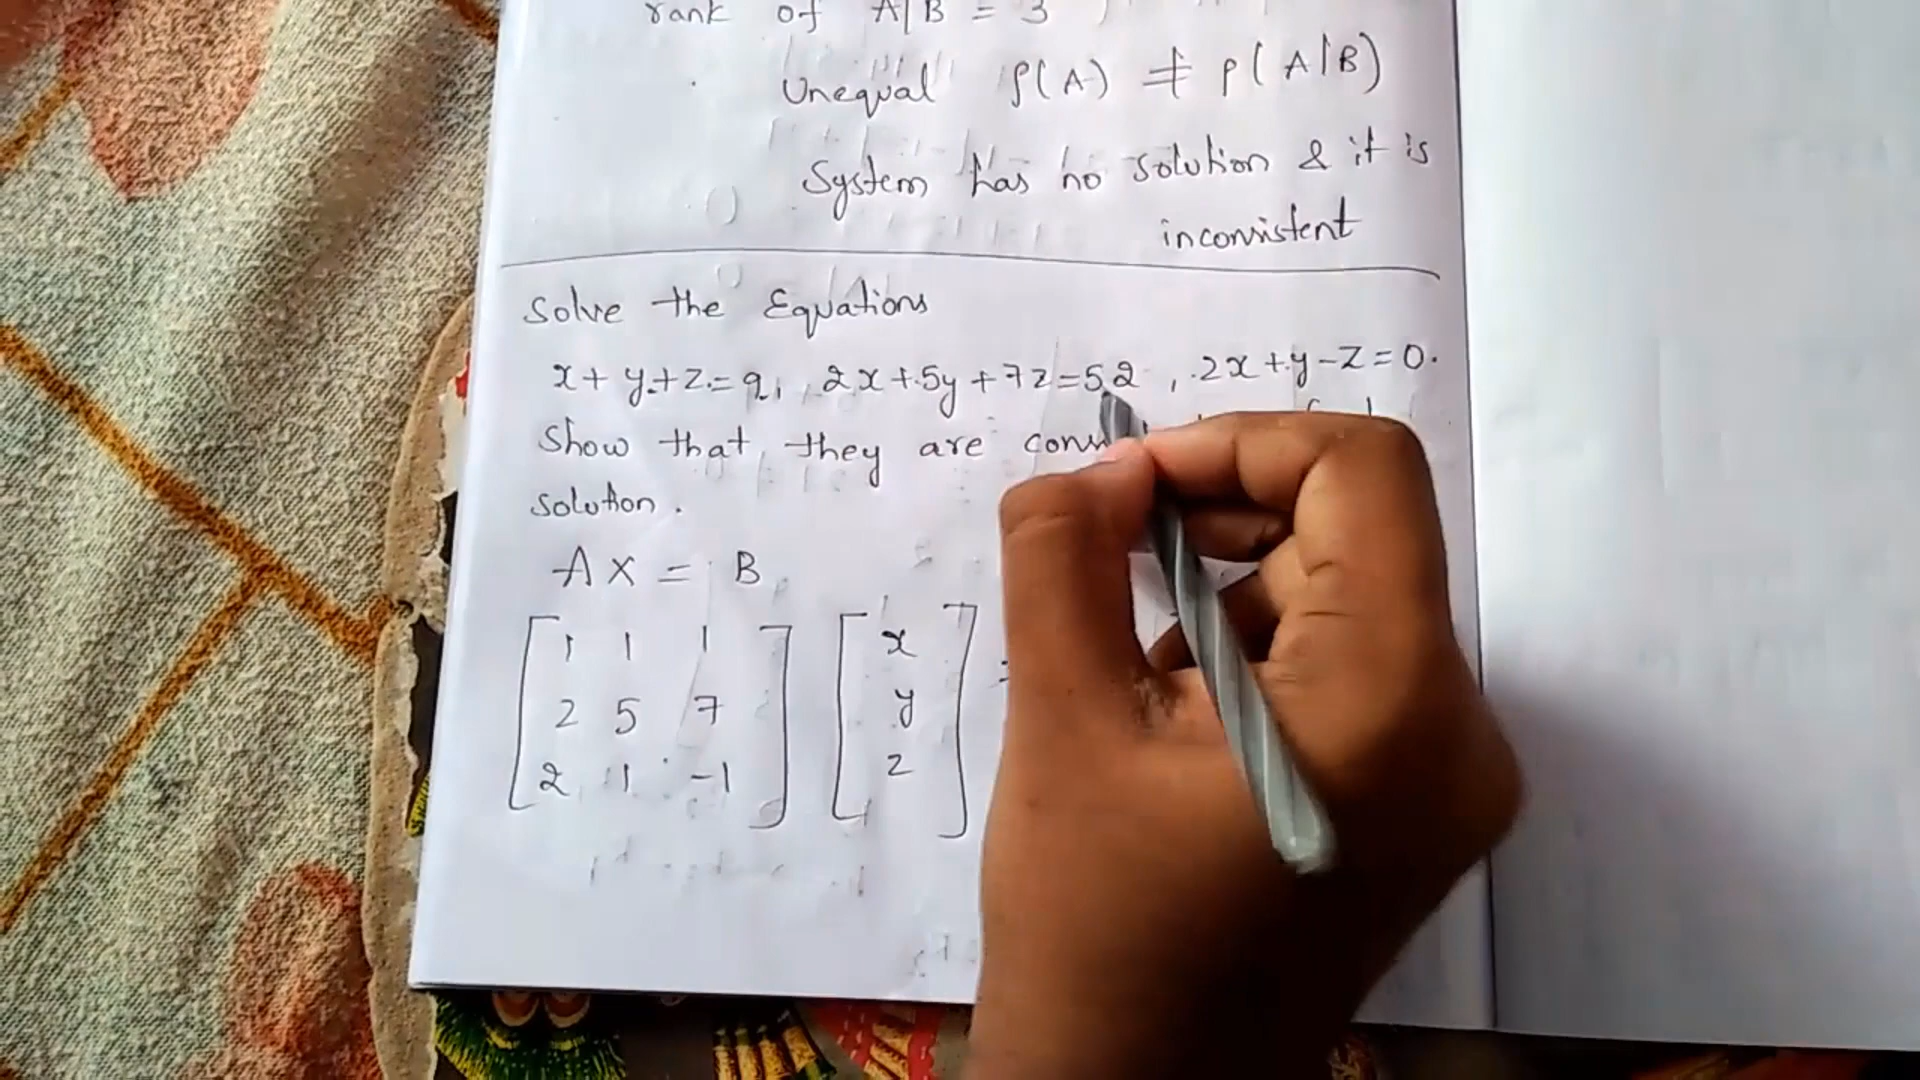 rank of A|B = 3
Unequal ρ(A) ≠ ρ(A|B)
System has no solution & it is
inconsistent
Solve the Equations
x + y + z = 9, 2x + 5y + 7z = 52, 2x + y - z = 0.
Show that they are
solution.
AX = B
1 1 1 x
2 5 7 y
2 1 -1 z